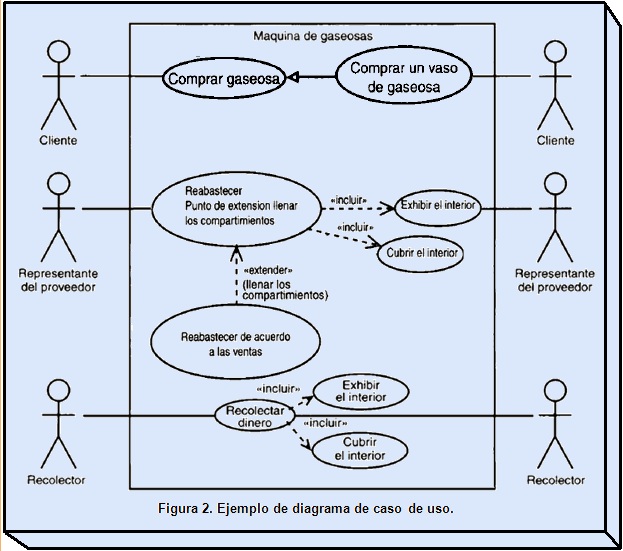 Maquina de gaseosas
Comprar gaseosa
Comprar un vaso
de gaseosa
Cliente
Cliente
Reabastecer
Punto de extension llenar
los compartimientos
«incluir»
Exhibir el interior
«incluir»
Cubrir el interior
Representante
del proveedor
Representante
del proveedor
«extender»
(llenar los
compartimientos)
Reabastecer de acuerdo
a las ventas
«incluir»
Exhibir
el interior
Recolectar
dinero
«incluir»
Cubrir
el interior
Recolector
Recolector
Figura 2. Ejemplo de diagrama de caso de uso.